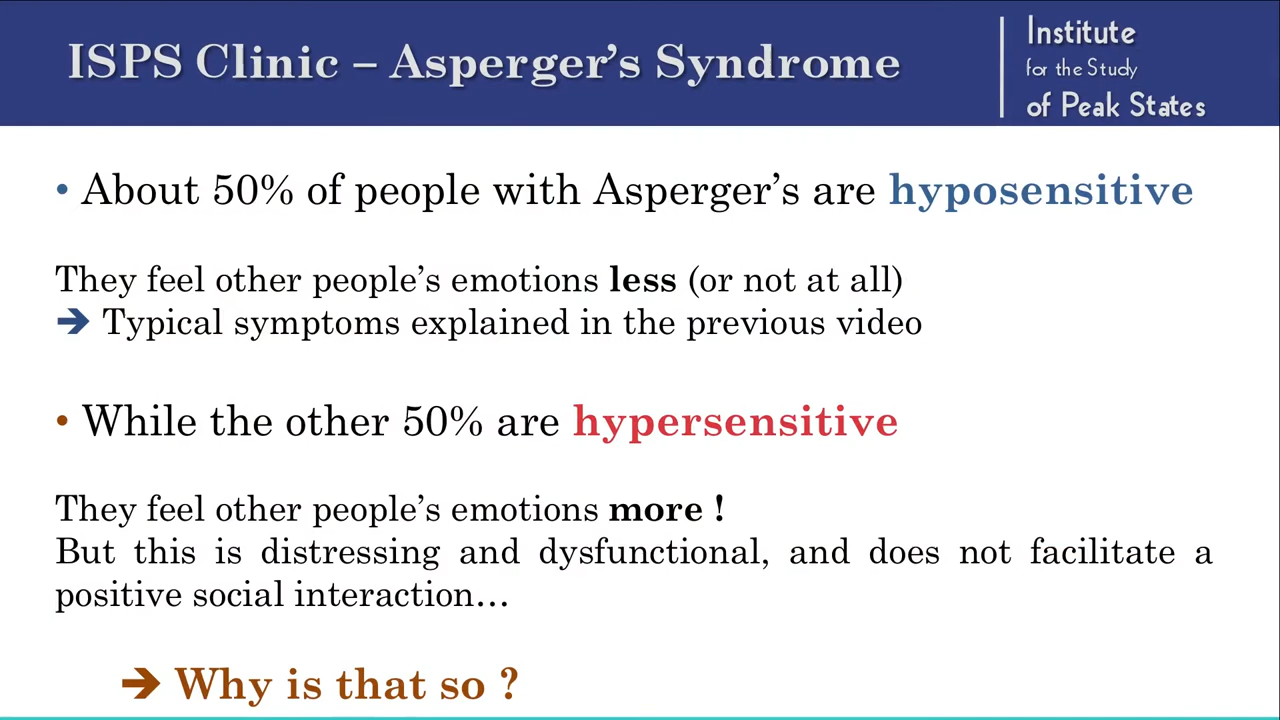 ISPS Clinic – Asperger's Syndrome
Institute
for the Study
of Peak States
• About 50% of people with Asperger's are hyposensitive
They feel other people's emotions less (or not at all)
➔ Typical symptoms explained in the previous video
• While the other 50% are hypersensitive
They feel other people's emotions more !
But this is distressing and dysfunctional, and does not facilitate a
positive social interaction…
➔ Why is that so ?